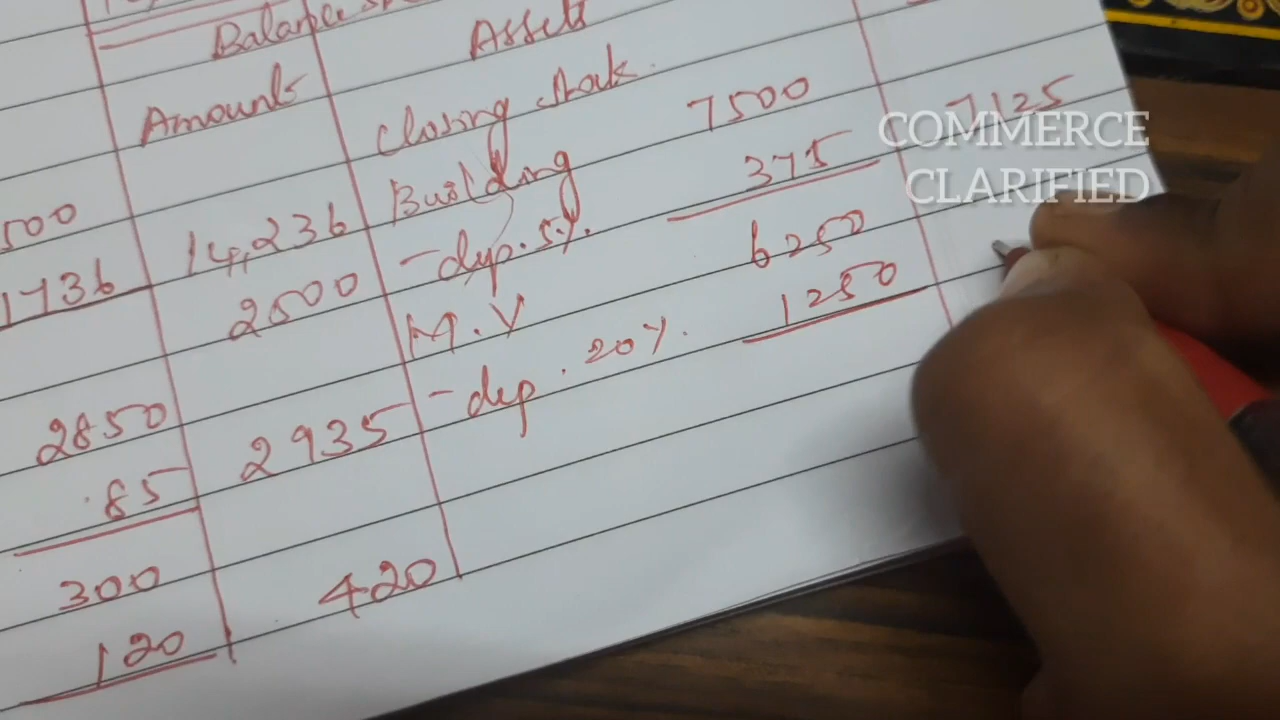 Balance
Assets
Amounts
Closing stock
Building 7500 7125
500 14,236 - dep. 5%. 375
1736 2500 M.V 6250
- dep. 20%. 1250
2850 2935
85
300 420
120
COMMERCE
CLARIFIED